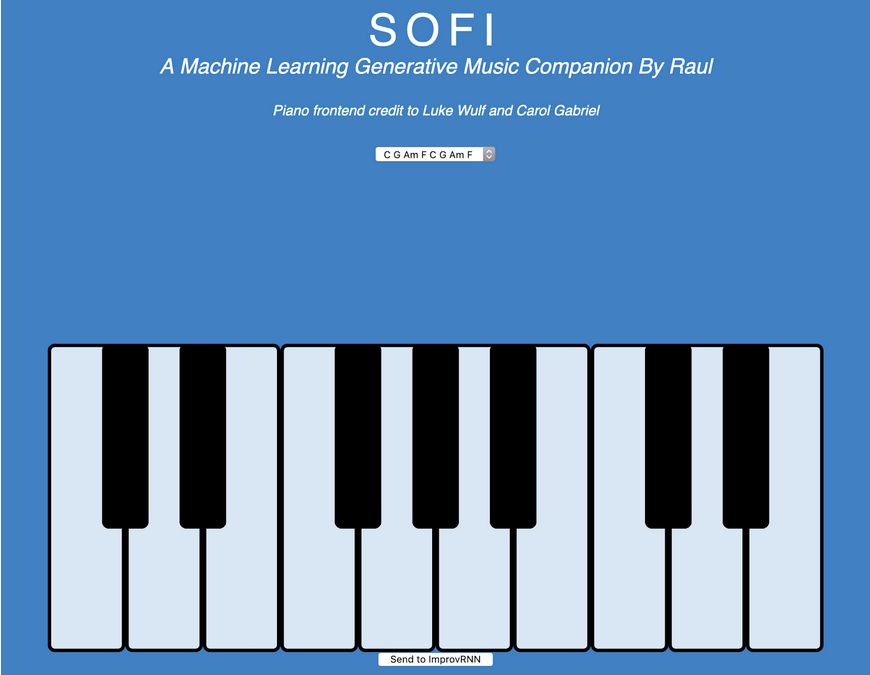 SOFI
A Machine Learning Generative Music Companion By Raul
Piano frontend credit to Luke Wulf and Carol Gabriel
C G Am F C G Am F
Send to ImprovRNN